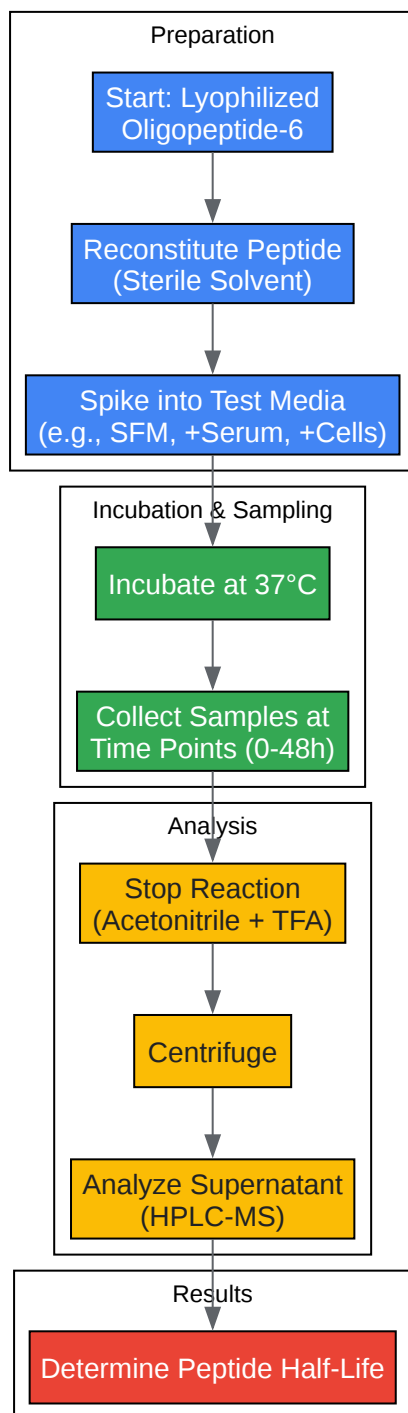 Preparation
Start: Lyophilized
Oligopeptide-6
Reconstitute Peptide
(Sterile Solvent)
Spike into Test Media
(e.g., SFM, +Serum, +Cells)
Incubation & Sampling
Incubate at 37°C
Collect Samples at
Time Points (0-48h)
Analysis
Stop Reaction
(Acetonitrile + TFA)
Centrifuge
Analyze Supernatant
(HPLC-MS)
Results
Determine Peptide Half-Life